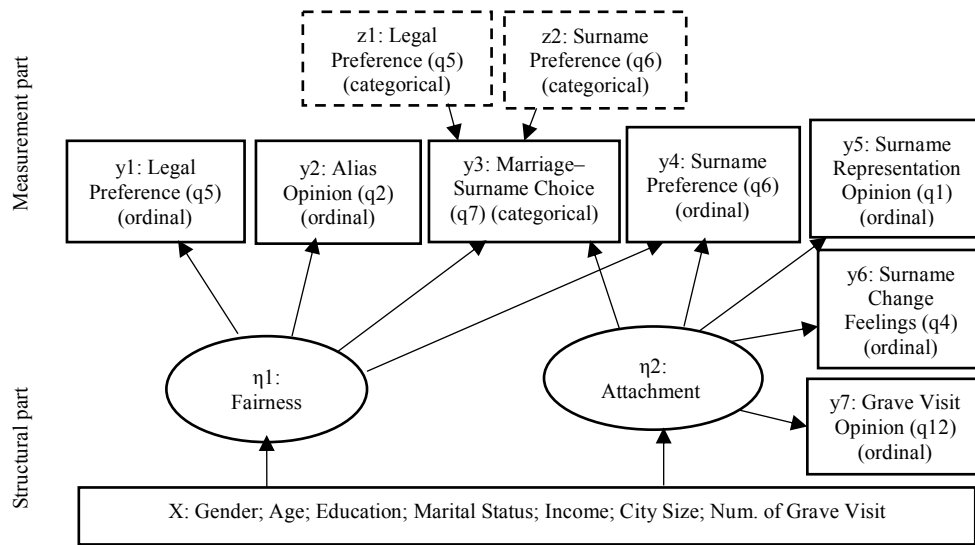 Measurement part
z1: Legal
Preference (q5)
(categorical)
z2: Surname
Preference (q6)
(categorical)
y1: Legal
Preference (q5)
(ordinal)
y2: Alias
Opinion (q2)
(ordinal)
y3: Marriage–
Surname Choice
(q7) (categorical)
y4: Surname
Preference (q6)
(ordinal)
y5: Surname
Representation
Opinion (q1)
(ordinal)
y6: Surname
Change
Feelings (q4)
(ordinal)
Structural part
η1:
Fairness
η2:
Attachment
y7: Grave Visit
Opinion (q12)
(ordinal)
X: Gender; Age; Education; Marital Status; Income; City Size; Num. of Grave Visit